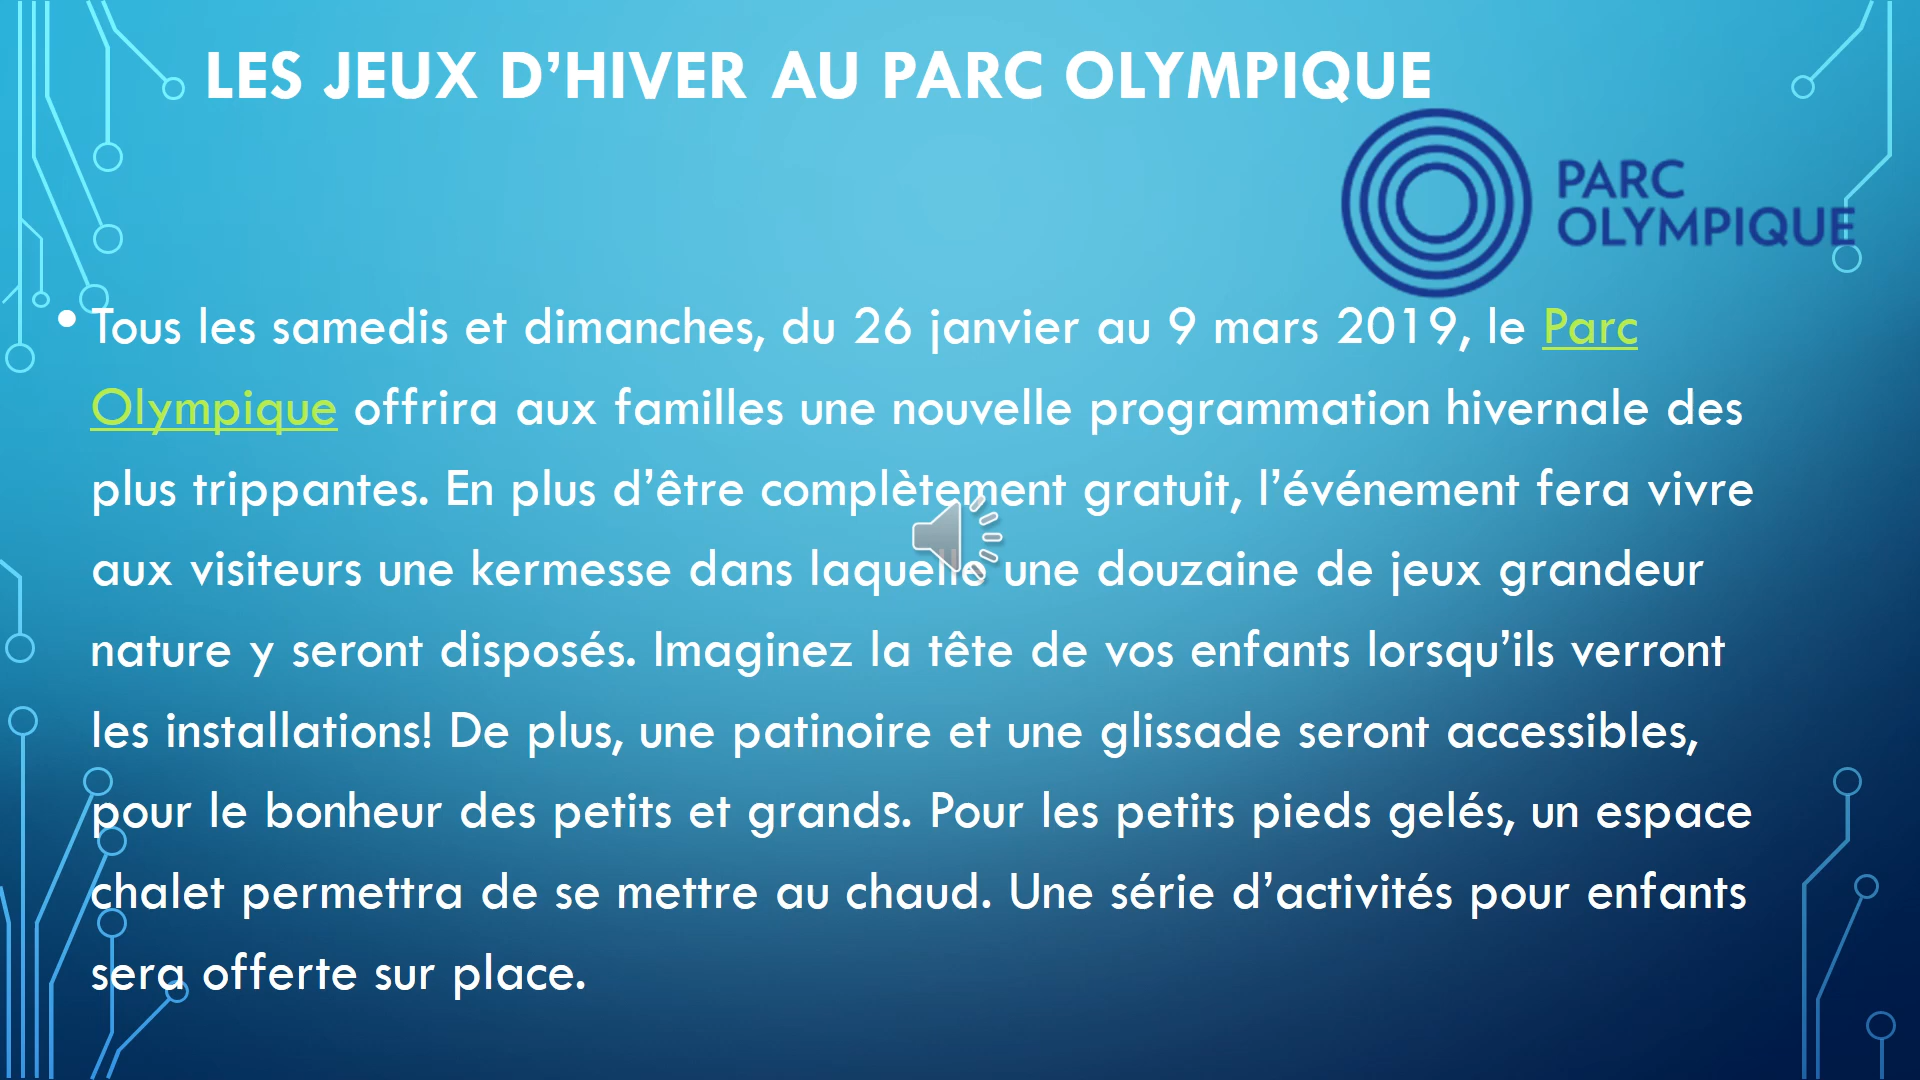 LES JEUX D’HIVER AU PARC OLYMPIQUE
PARC
OLYMPIQUE
• Tous les samedis et dimanches, du 26 janvier au 9 mars 2019, le Parc
Olympique offrira aux familles une nouvelle programmation hivernale des
plus trippantes. En plus d’être complètement gratuit, l’événement fera vivre
aux visiteurs une kermesse dans laquelle une douzaine de jeux grandeur
nature y seront disposés. Imaginez la tête de vos enfants lorsqu’ils verront
les installations! De plus, une patinoire et une glissade seront accessibles,
pour le bonheur des petits et grands. Pour les petits pieds gelés, un espace
chalet permettra de se mettre au chaud. Une série d’activités pour enfants
sera offerte sur place.